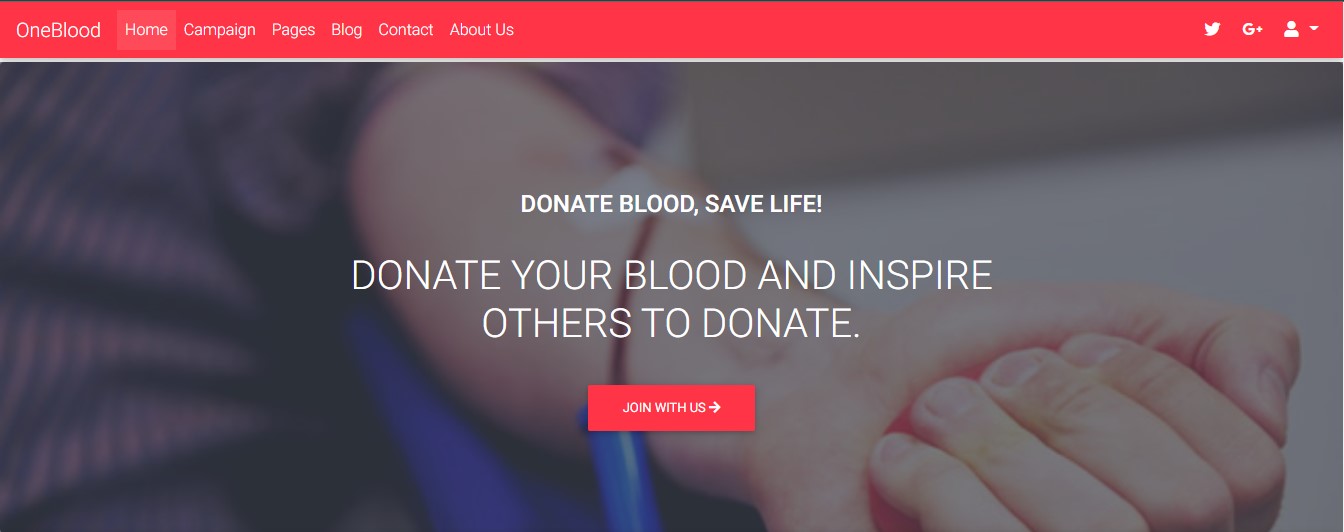 OneBlood Home Campaign Pages Blog Contact About Us
DONATE BLOOD, SAVE LIFE!
DONATE YOUR BLOOD AND INSPIRE
OTHERS TO DONATE.
JOIN WITH US